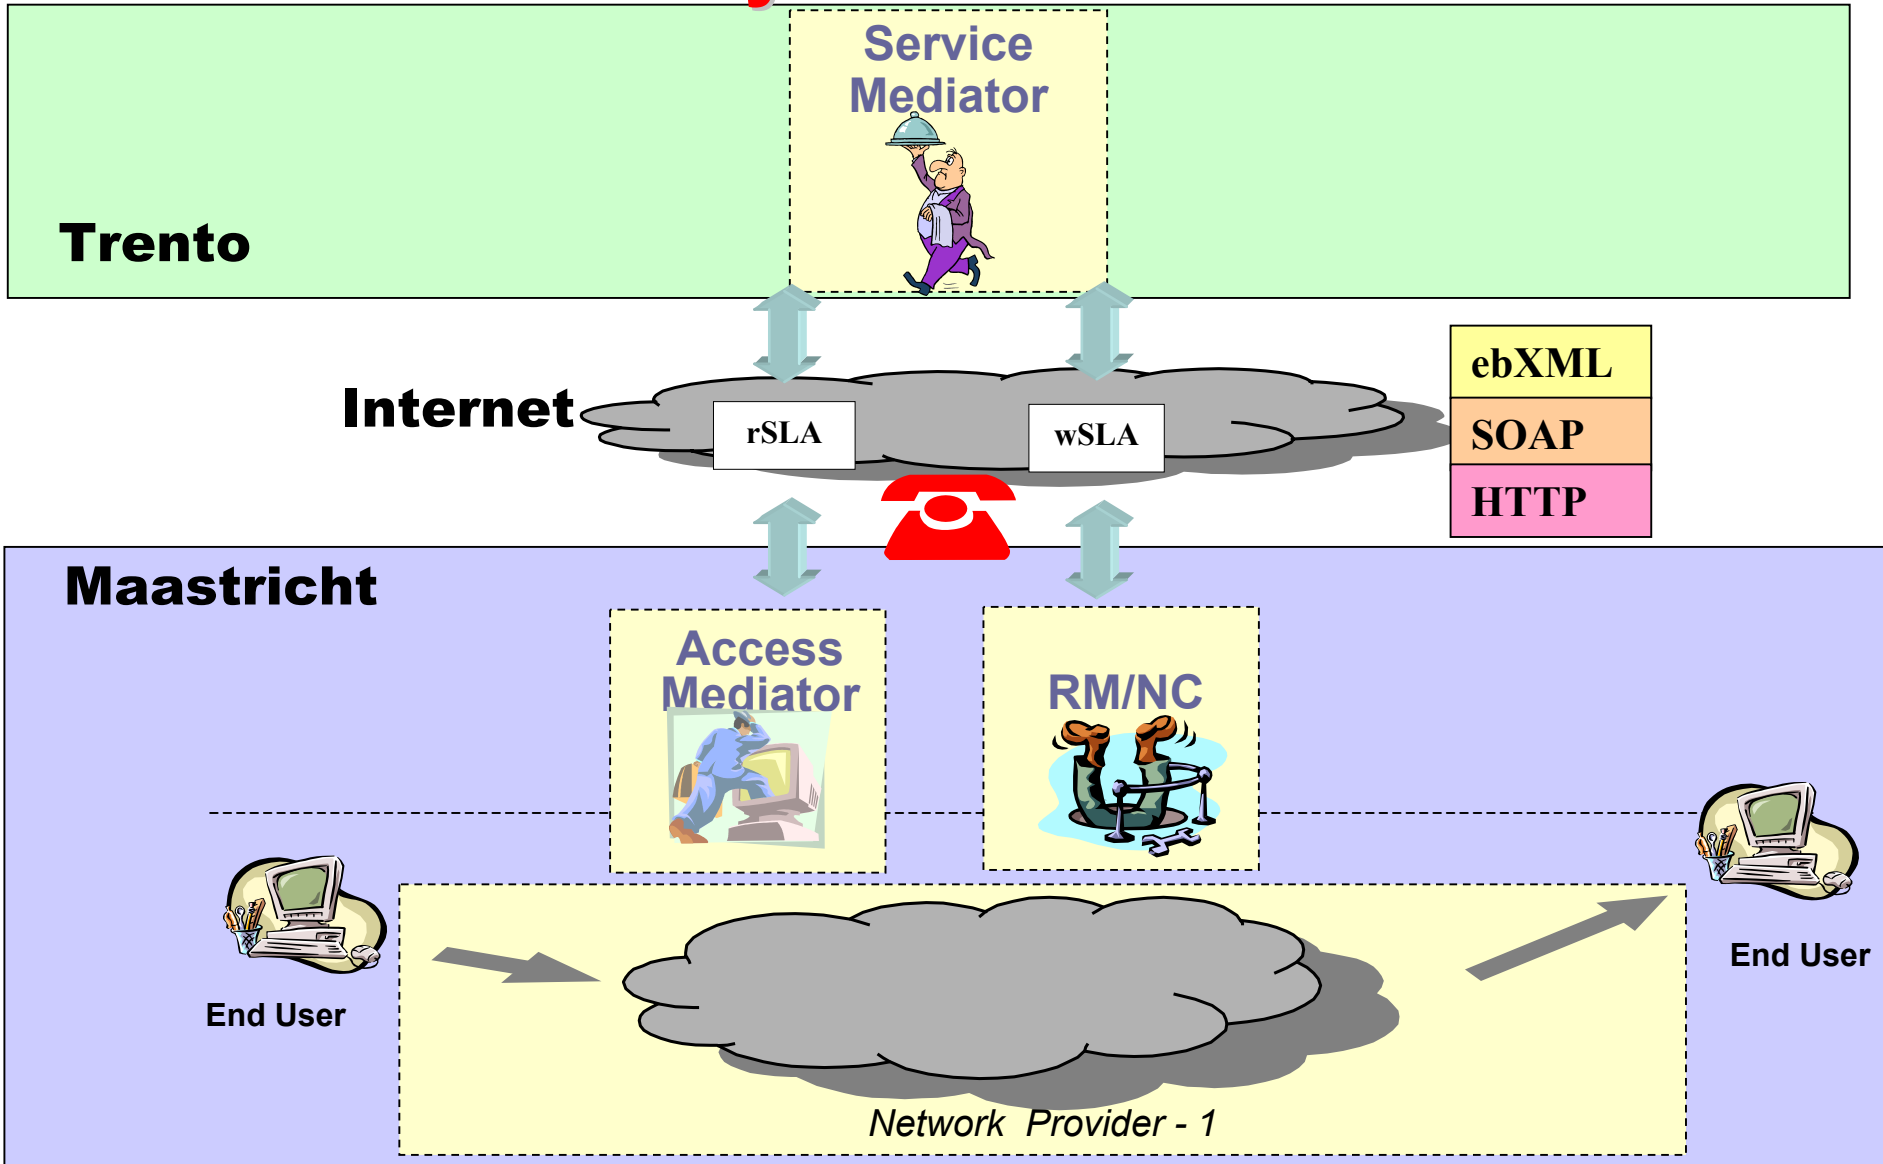 Service
Mediator
Trento
Internet
rSLA
wSLA
ebXML
SOAP
HTTP
Maastricht
Access
Mediator
RM/NC
End User
End User
Network Provider - 1